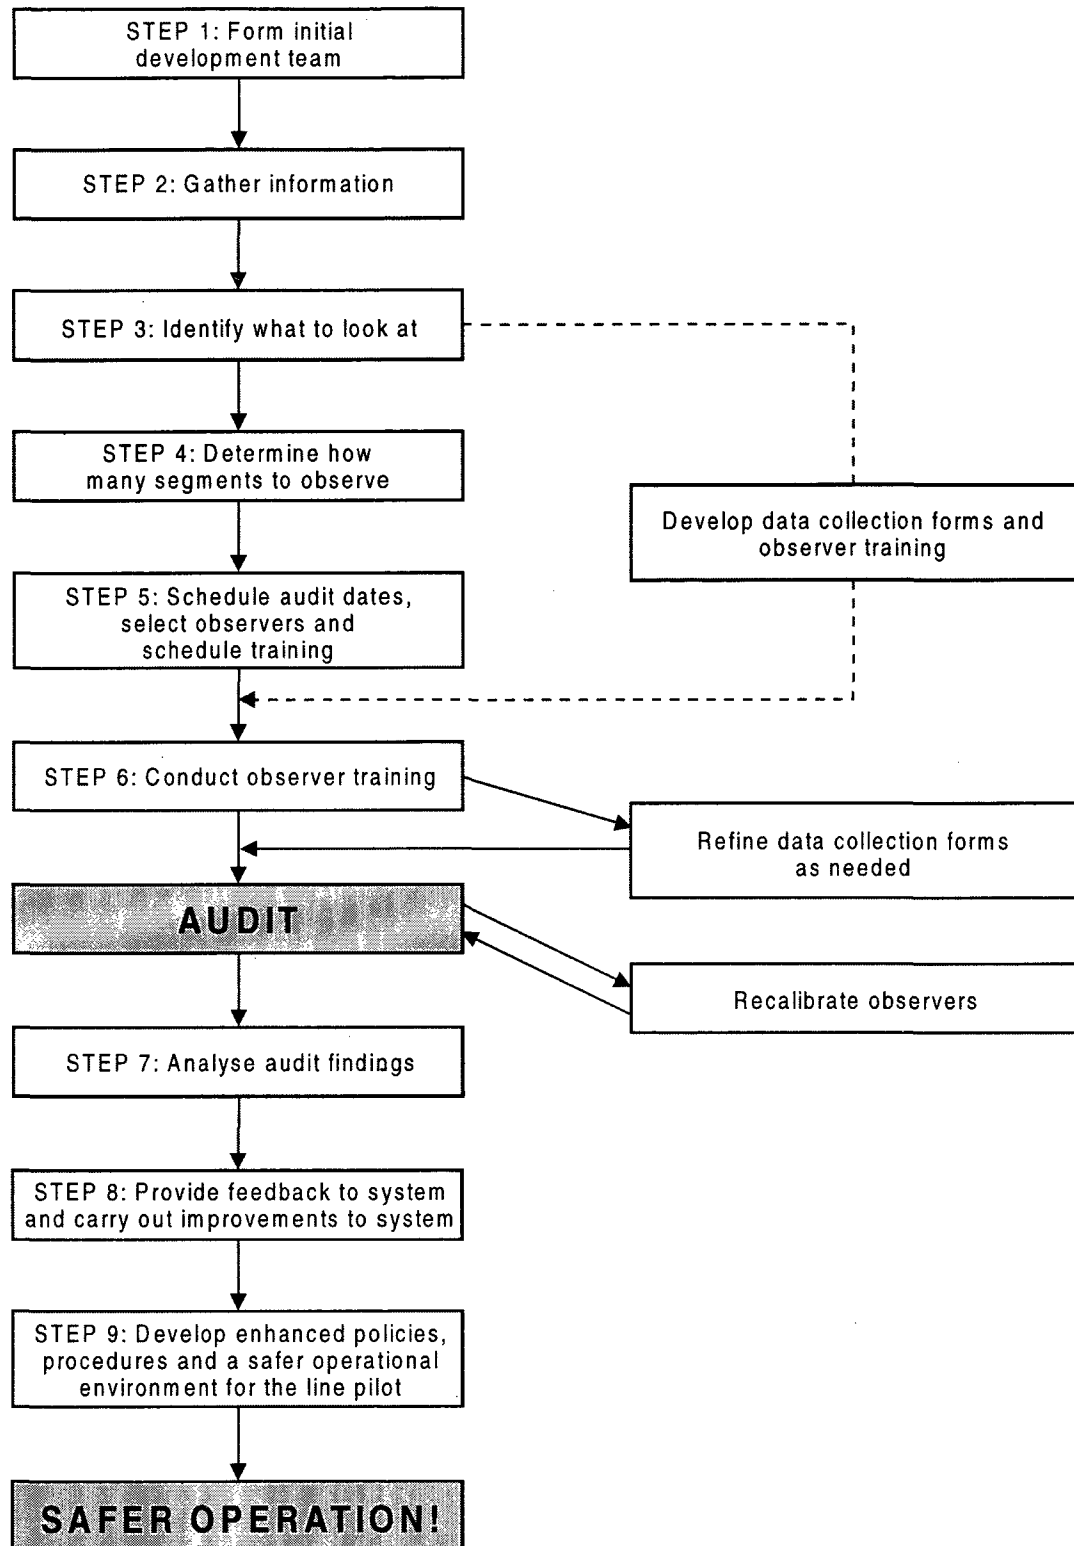 STEP 1: Form initial
development team
STEP 2: Gather information
STEP 3: Identify what to look at
STEP 4: Determine how
many segments to observe
Develop data collection forms and
observer training
STEP 5: Schedule audit dates,
select observers and
schedule training
STEP 6: Conduct observer training
Refine data collection forms
as needed
AUDIT
Recalibrate observers
STEP 7: Analyse audit findings
STEP 8: Provide feedback to system
and carry out improvements to system
STEP 9: Develop enhanced policies,
procedures and a safer operational
environment for the line pilot
SAFER OPERATION!